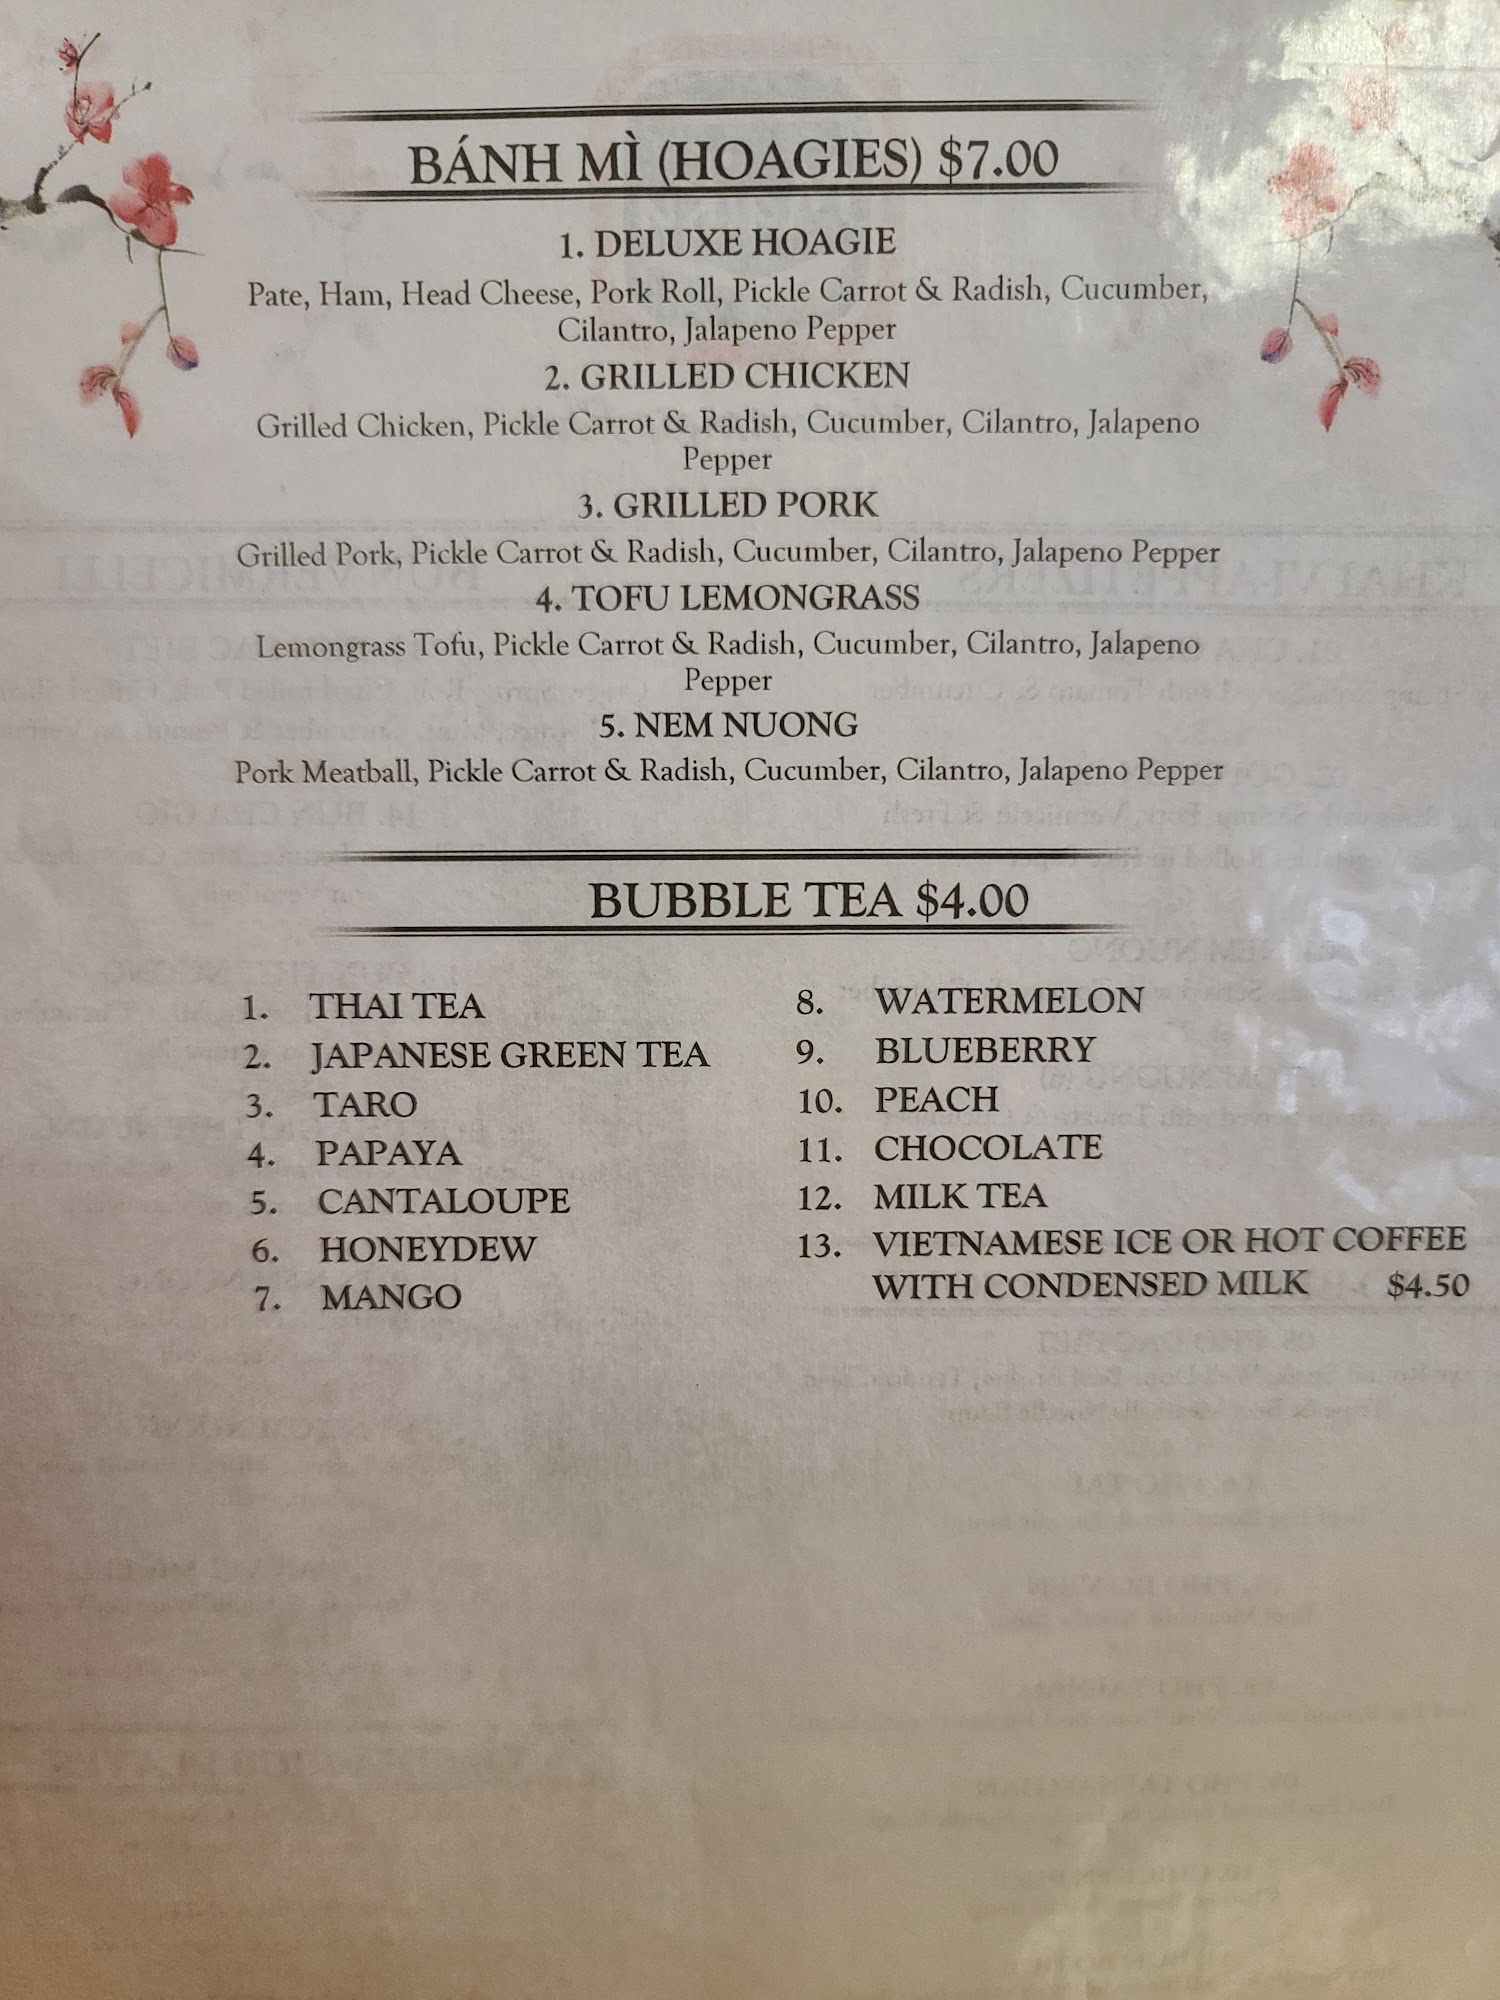 BÁNH MÌ (HOAGIES) $7.00
1. DELUXE HOAGIE
Pate, Ham, Head Cheese, Pork Roll, Pickle Carrot & Radish, Cucumber,
Cilantro, Jalapeno Pepper
2. GRILLED CHICKEN
Grilled Chicken, Pickle Carrot & Radish, Cucumber, Cilantro, Jalapeno
Pepper
3. GRILLED PORK
Grilled Pork, Pickle Carrot & Radish, Cucumber, Cilantro, Jalapeno Pepper
4. TOFU LEMONGRASS
Lemongrass Tofu, Pickle Carrot & Radish, Cucumber, Cilantro, Jalapeno
Pepper
5. NEM NUONG
Pork Meatball, Pickle Carrot & Radish, Cucumber, Cilantro, Jalapeno Pepper
BUBBLE TEA $4.00
1. THAI TEA
2. JAPANESE GREEN TEA
3. TARO
4. PAPAYA
5. CANTALOUPE
6. HONEYDEW
7. MANGO
8. WATERMELON
9. BLUEBERRY
10. PEACH
11. CHOCOLATE
12. MILK TEA
13. VIETNAMESE ICE OR HOT COFFEE
WITH CONDENSED MILK $4.50